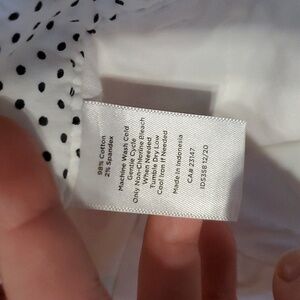 98% Cotton
2% Spandex
Machine Wash Cold
Gentle Cycle
Only Non-Chlorine Bleach
When Needed
Tumble Dry Low
Cool Iron If Needed
Made In Indonesia
CA# 23147
IDS358 12/20